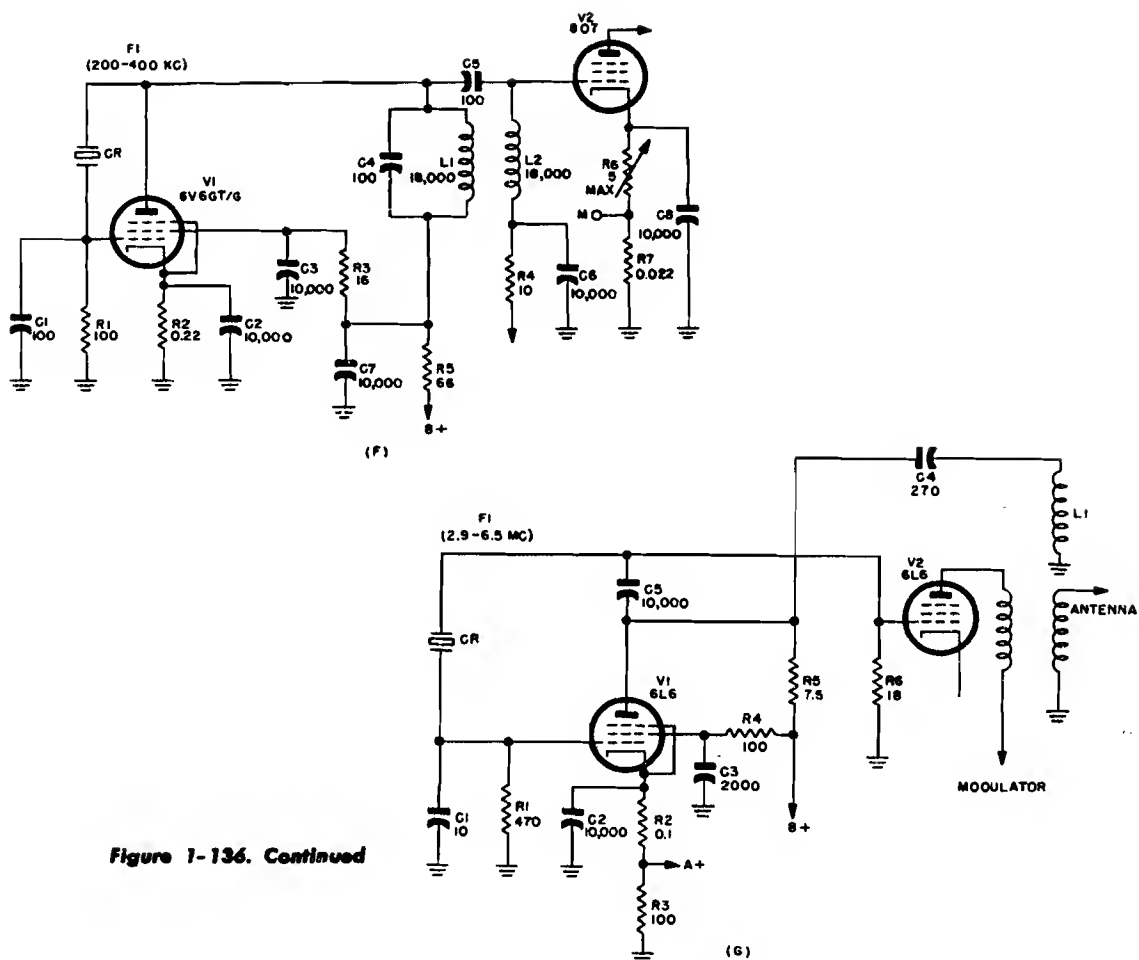 F1
(200-400 KC)
CR
V1
6V6GT/G
C1
100
R1
100
R2
0.22
C2
10,000
C3
10,000
R3
16
C7
10,000
C4
100
L1
18,000
R5
66
B+
C5
100
L2
18,000
R4
10
C6
10,000
V2
807
R6
5
MAX
M
R7
0.022
C8
10,000
(F)
F1
(2.9-6.5 MC)
CR
C1
10
R1
470
C5
10,000
V1
6L6
C2
10,000
R2
0.1
A+
R3
100
C3
2000
R4
100
R5
7.5
B+
R6
18
V2
6L6
C4
270
L1
ANTENNA
MODULATOR
(G)
Figure 1-136. Continued